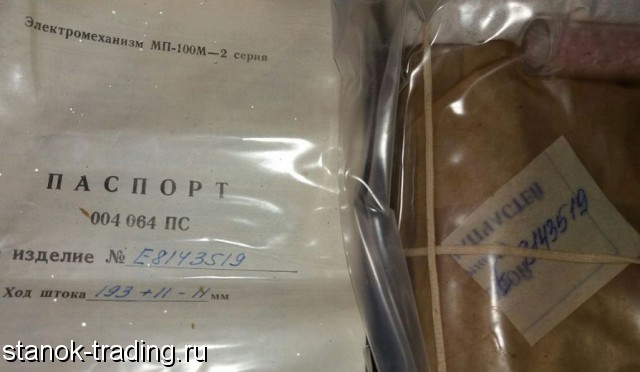 Электромеханизм МП-100М—2 серия
ПАСПОРТ
004 064 ПС
изделие № Е8143519
Ход штока 193 +11 - мм
8143519
stanok-trading.ru